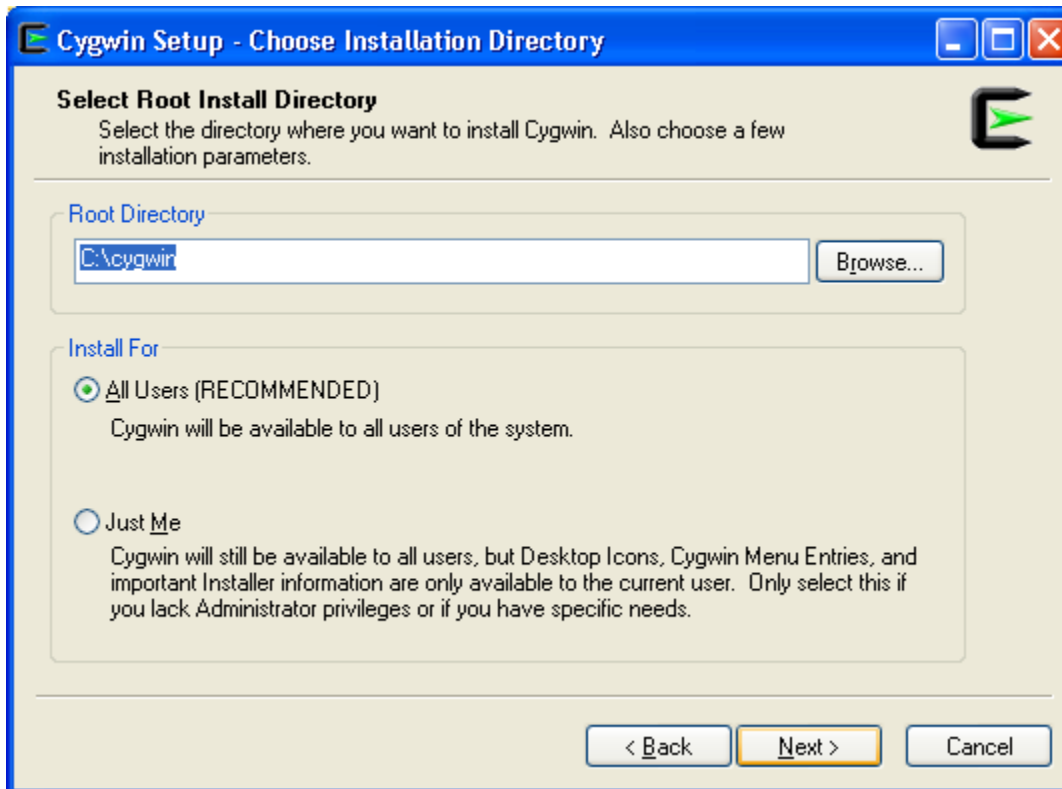 Cygwin Setup - Choose Installation Directory
Select Root Install Directory
Select the directory where you want to install Cygwin.  Also choose a few
installation parameters.
Root Directory
C:\cygwin
Browse...
Install For
All Users (RECOMMENDED)
Cygwin will be available to all users of the system.
Just Me
Cygwin will still be available to all users, but Desktop Icons, Cygwin Menu Entries, and
important Installer information are only available to the current user.  Only select this if
you lack Administrator privileges or if you have specific needs.
< Back
Next >
Cancel